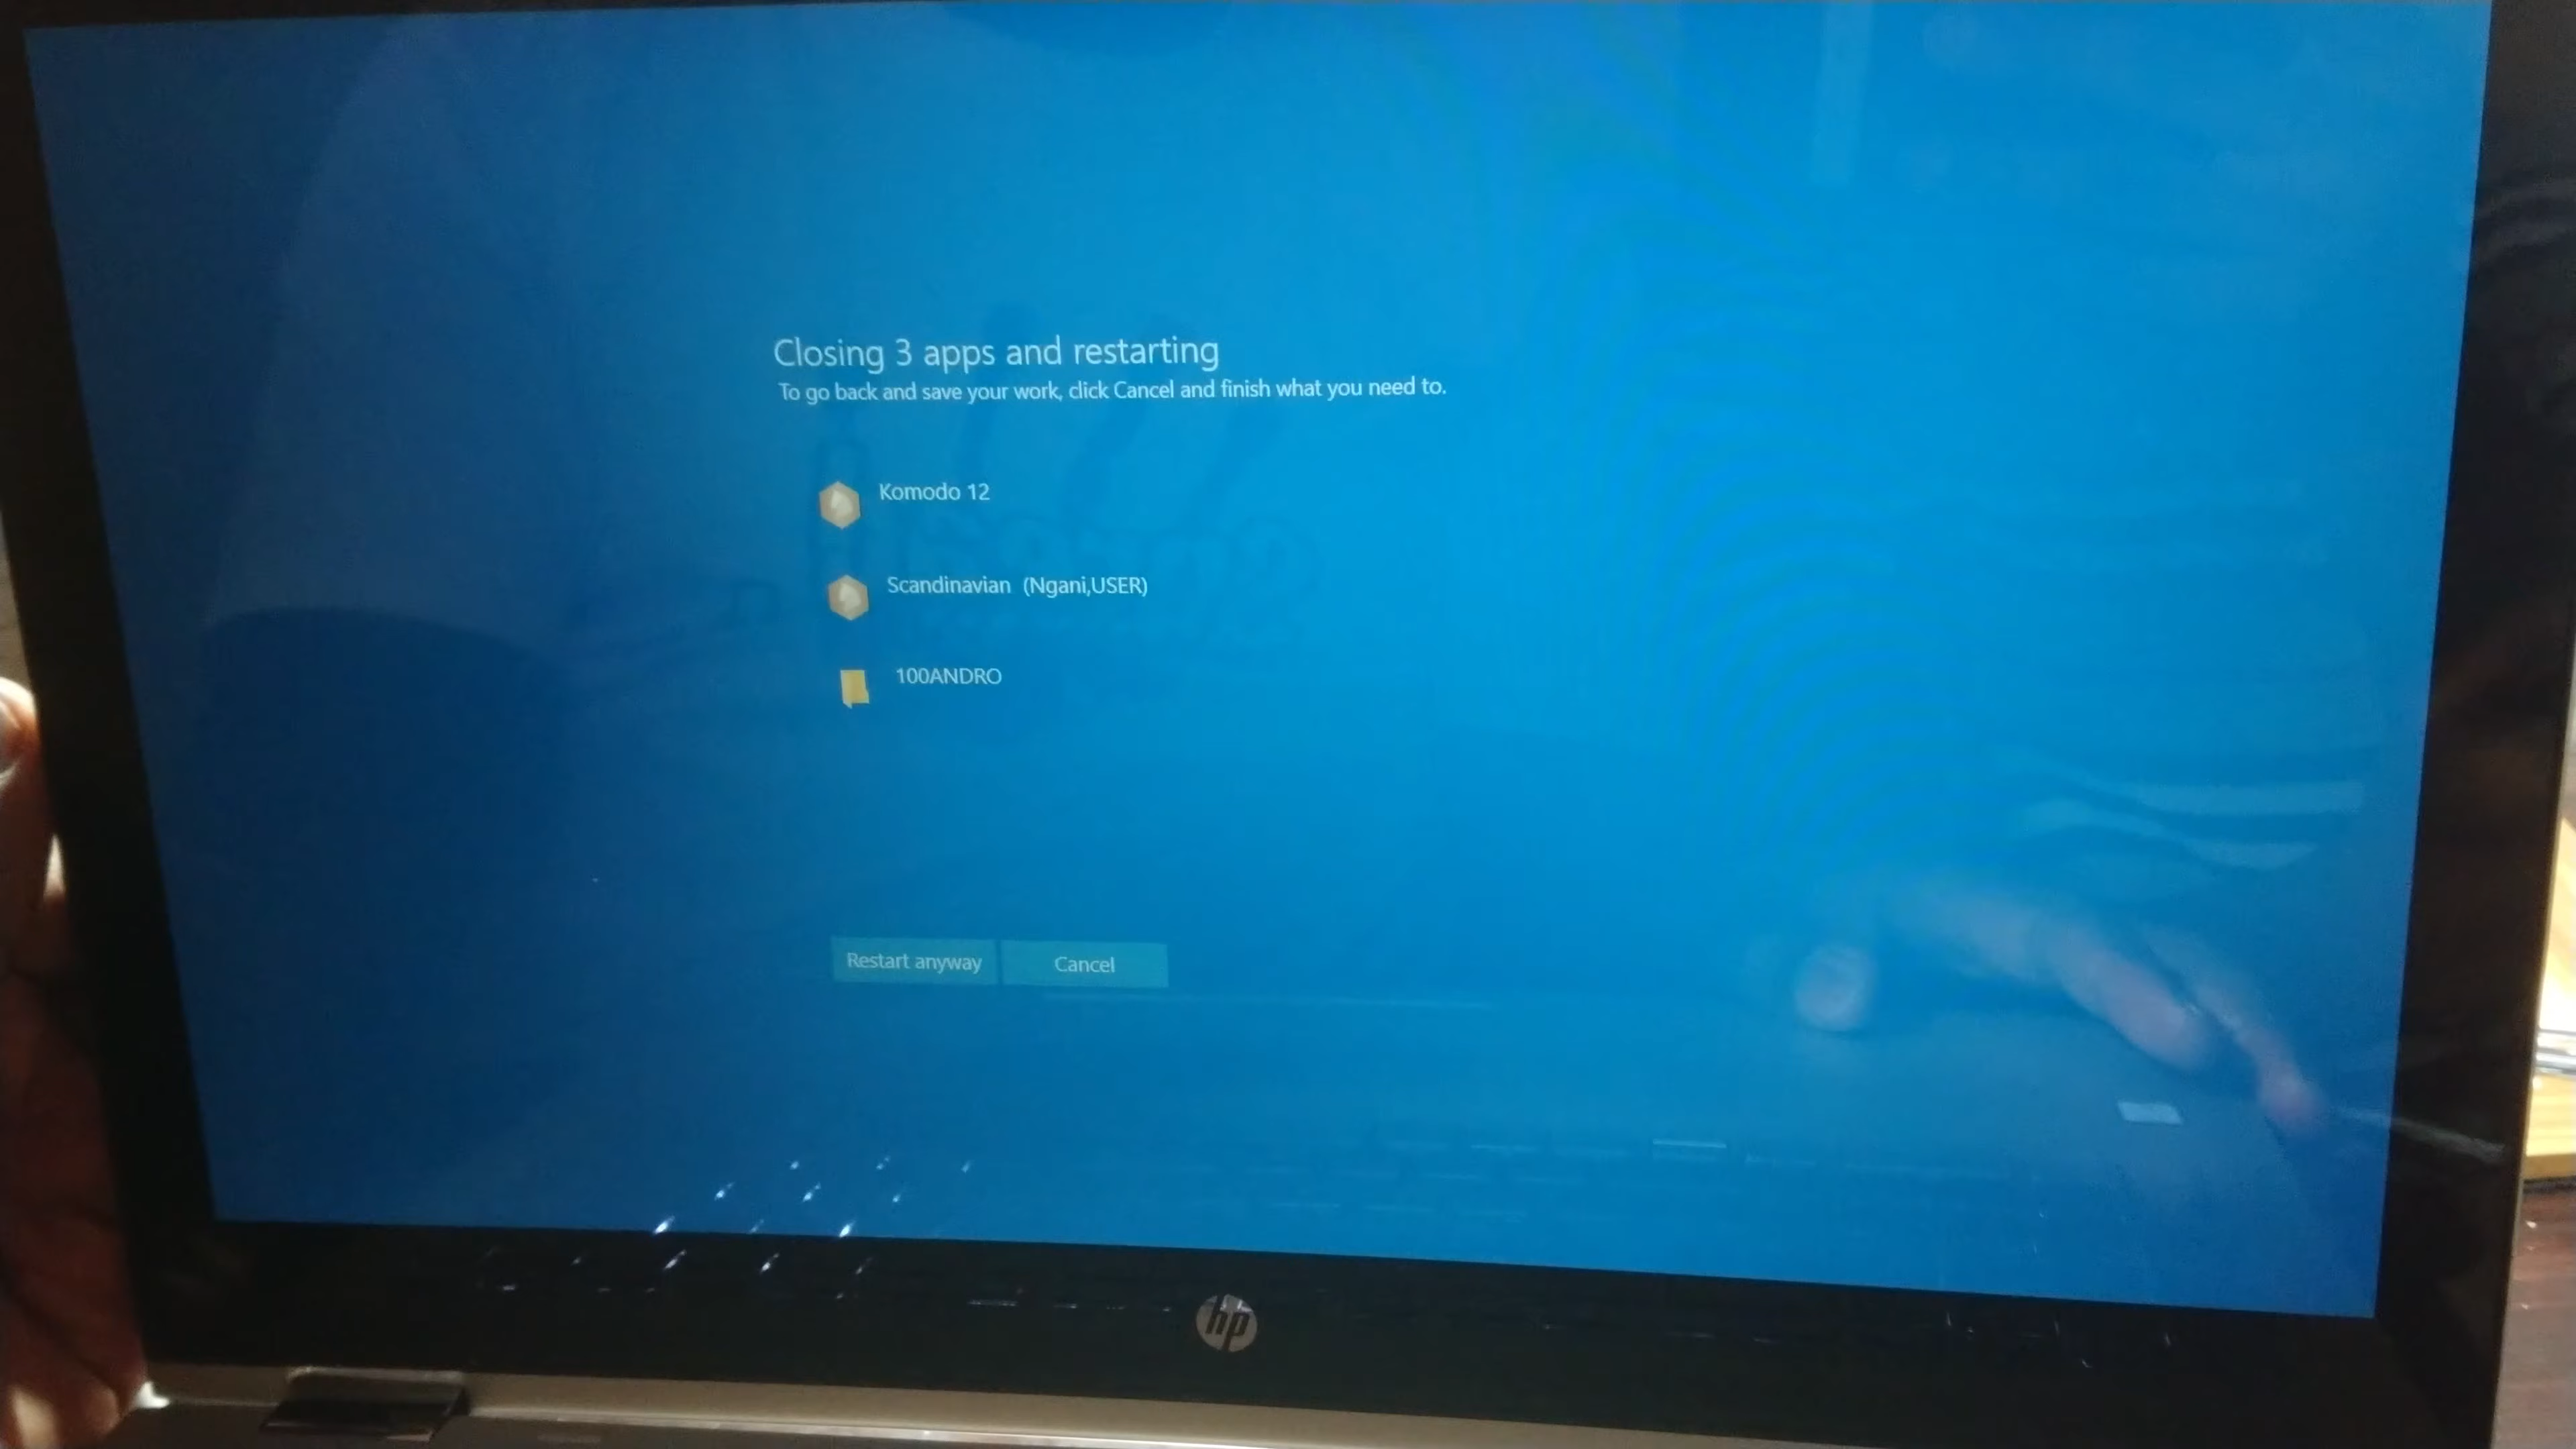 Closing 3 apps and restarting
To go back and save your work, click Cancel and finish what you need to.
Komodo 12
Scandinavian (Ngani,USER)
100ANDRO
Restart anyway
Cancel
hp